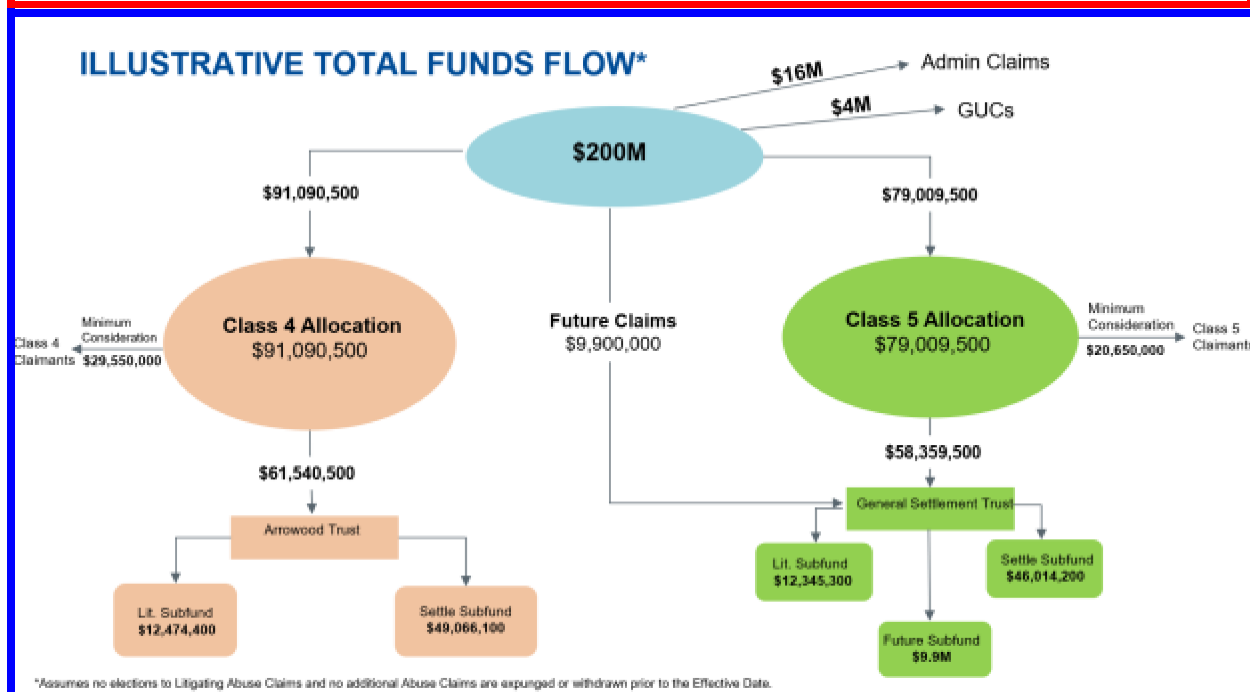 ILLUSTRATIVE TOTAL FUNDS FLOW*
$16M
Admin Claims
$4M
GUCs
$200M
$91,090,500
$79,009,500
Class 4 Allocation
$91,090,500
Minimum
Consideration
$29,550,000
Class 4
Claimants
Future Claims
$9,900,000
Class 5 Allocation
$79,009,500
Minimum
Consideration
$20,650,000
Class 5
Claimants
$61,540,500
$58,359,500
Arrowood Trust
General Settlement Trust
Lit. Subfund
$12,474,400
Settle Subfund
$49,066,100
Lit. Subfund
$12,345,300
Settle Subfund
$46,014,200
Future Subfund
$9.9M
*Assumes no elections to Litigating Abuse Claims and no additional Abuse Claims are expunged or withdrawn prior to the Effective Date.